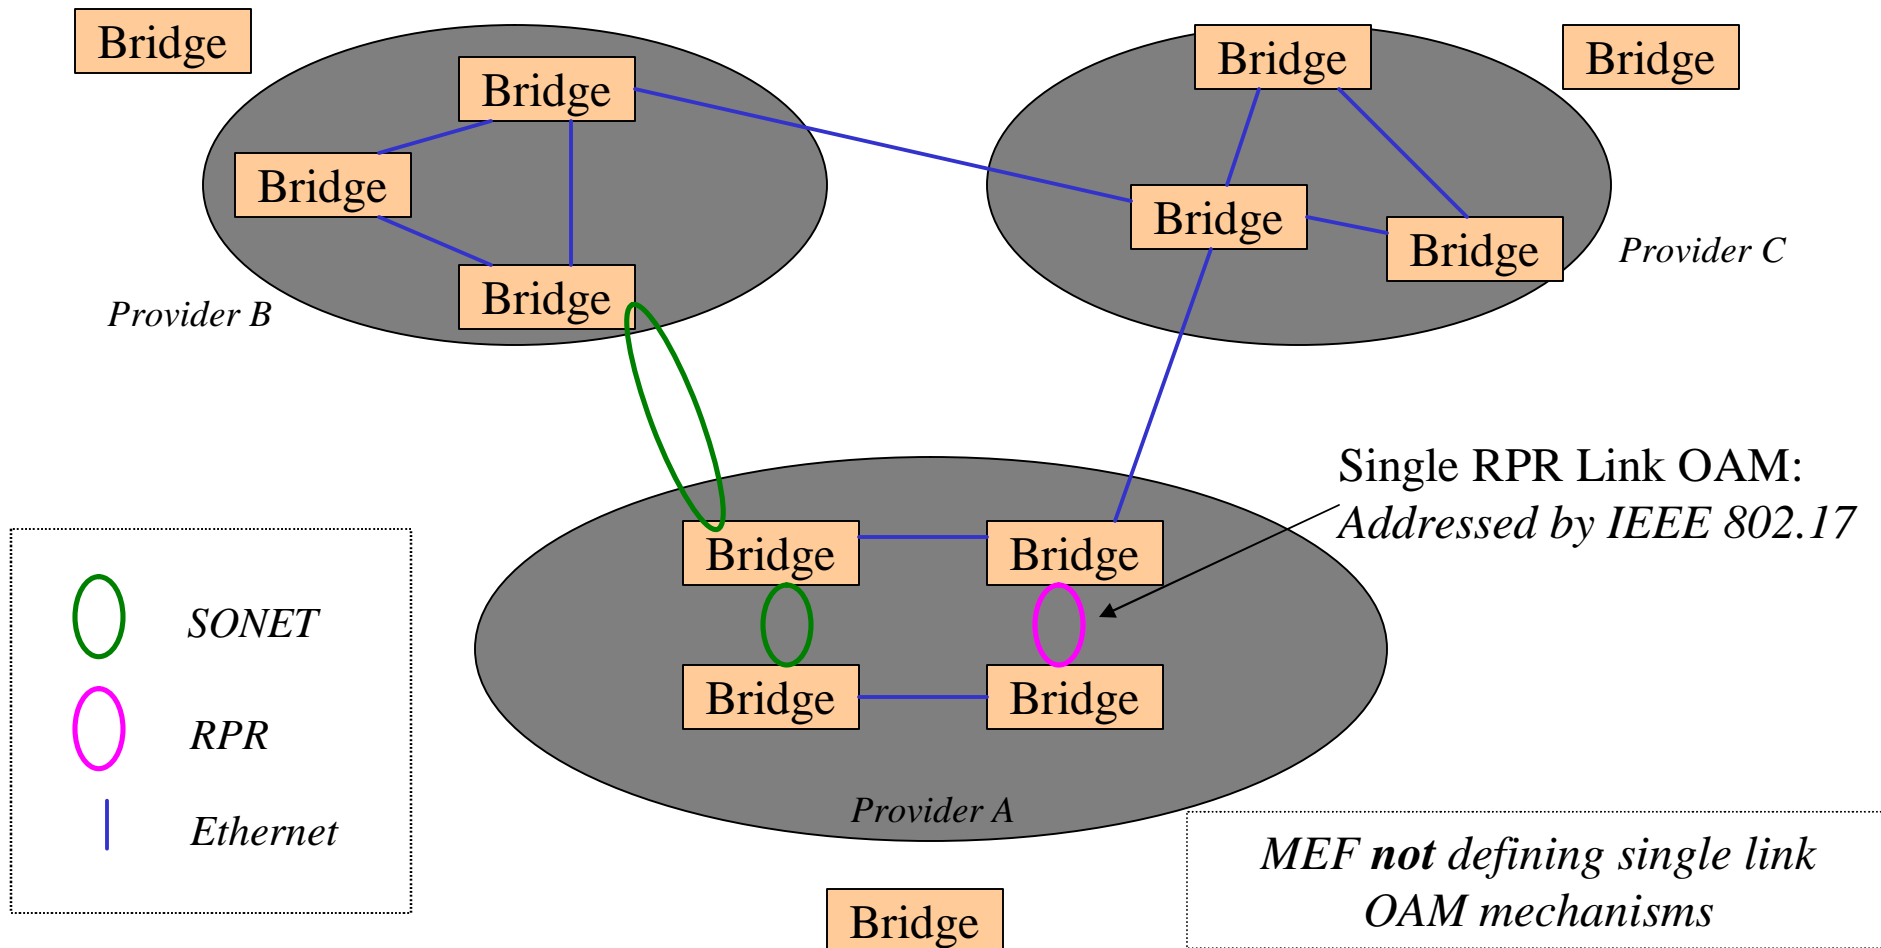 Bridge
Bridge
Bridge
Bridge
Bridge
Bridge
Bridge
Bridge
Provider C
Provider B
Single RPR Link OAM:
Addressed by IEEE 802.17
Bridge
Bridge
SONET
Bridge
Bridge
RPR
Provider A
Ethernet
MEF not defining single link
OAM mechanisms
Bridge